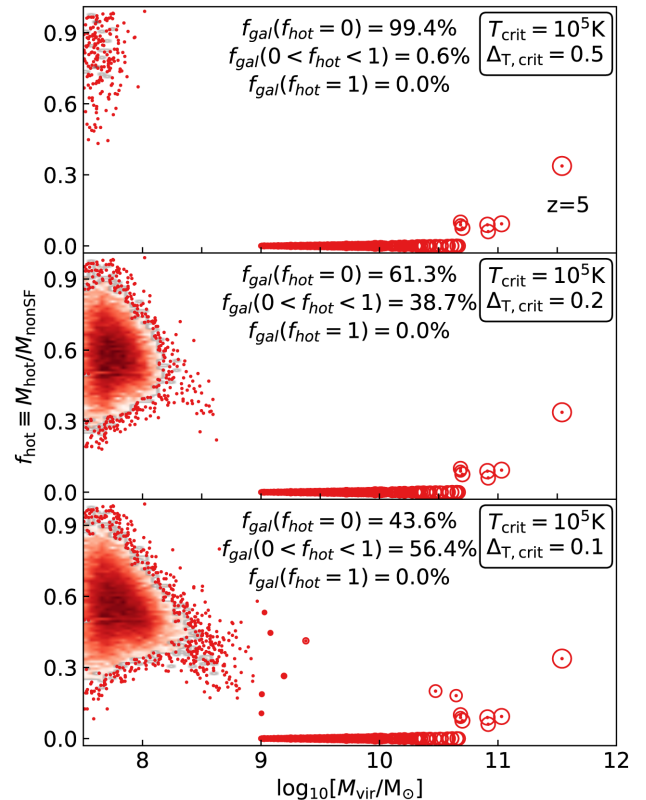 0.9
0.6
0.3
0.0
f_gal(f_hot = 0) = 99.4%
f_gal(0 < f_hot < 1) = 0.6%
f_gal(f_hot = 1) = 0.0%
T_crit = 10^5K
Δ_T, crit = 0.5
z=5
0.9
0.6
0.3
0.0
f_gal(f_hot = 0) = 61.3%
f_gal(0 < f_hot < 1) = 38.7%
f_gal(f_hot = 1) = 0.0%
T_crit = 10^5K
Δ_T, crit = 0.2
f_hot ≡ M_hot/M_nonSF
0.9
0.6
0.3
0.0
f_gal(f_hot = 0) = 43.6%
f_gal(0 < f_hot < 1) = 56.4%
f_gal(f_hot = 1) = 0.0%
T_crit = 10^5K
Δ_T, crit = 0.1
8 9 10 11 12
log_10[M_vir/M_⊙]